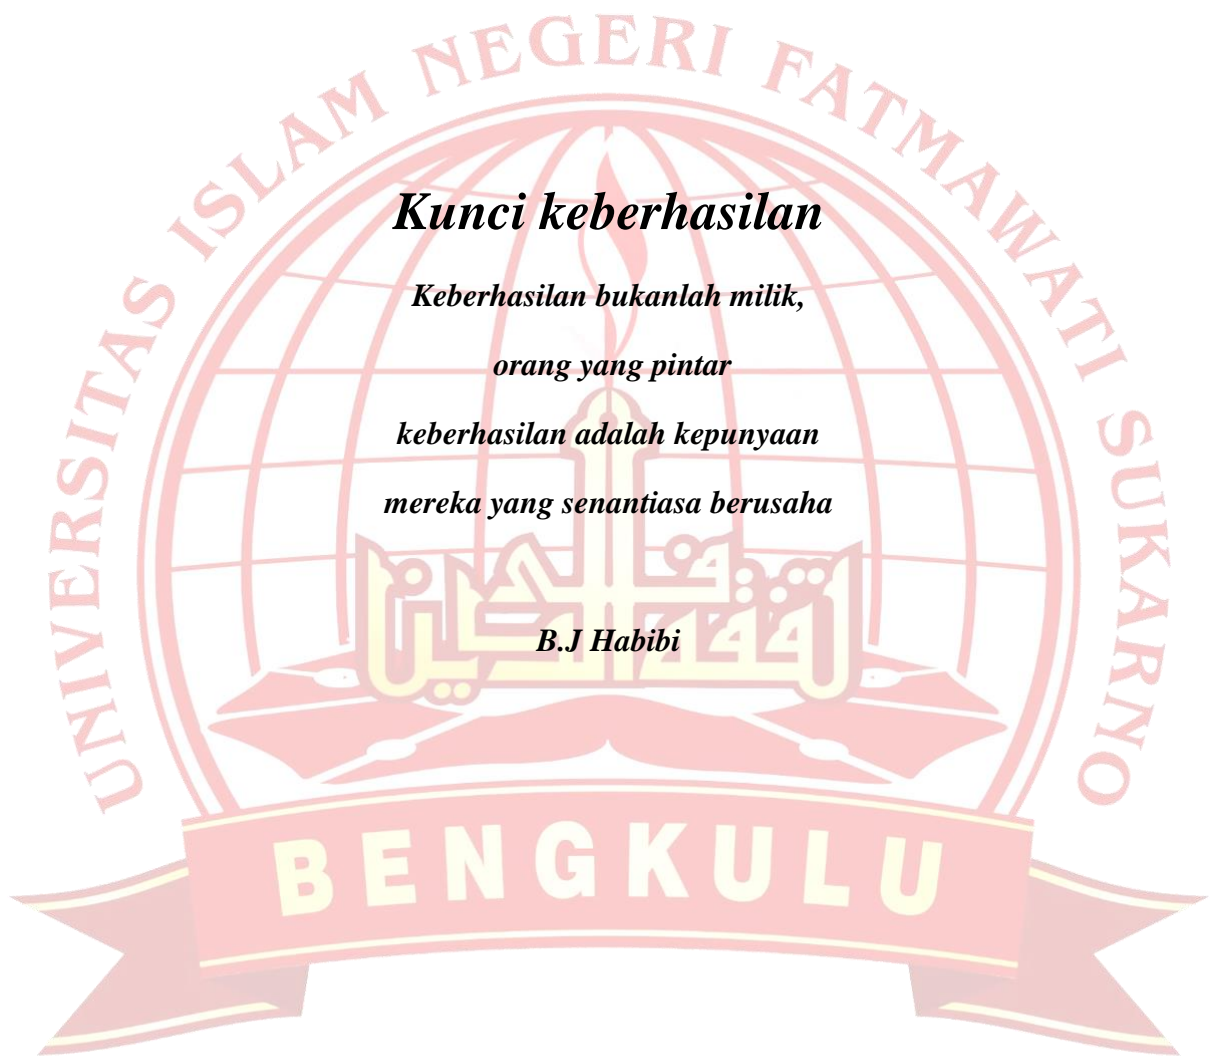 UNIVERSITAS ISLAM NEGERI FATMAWATI SUKARNO
Kunci keberhasilan
Keberhasilan bukanlah milik,
orang yang pintar
keberhasilan adalah kepunyaan
mereka yang senantiasa berusaha
B.J Habibi
BENGKULU